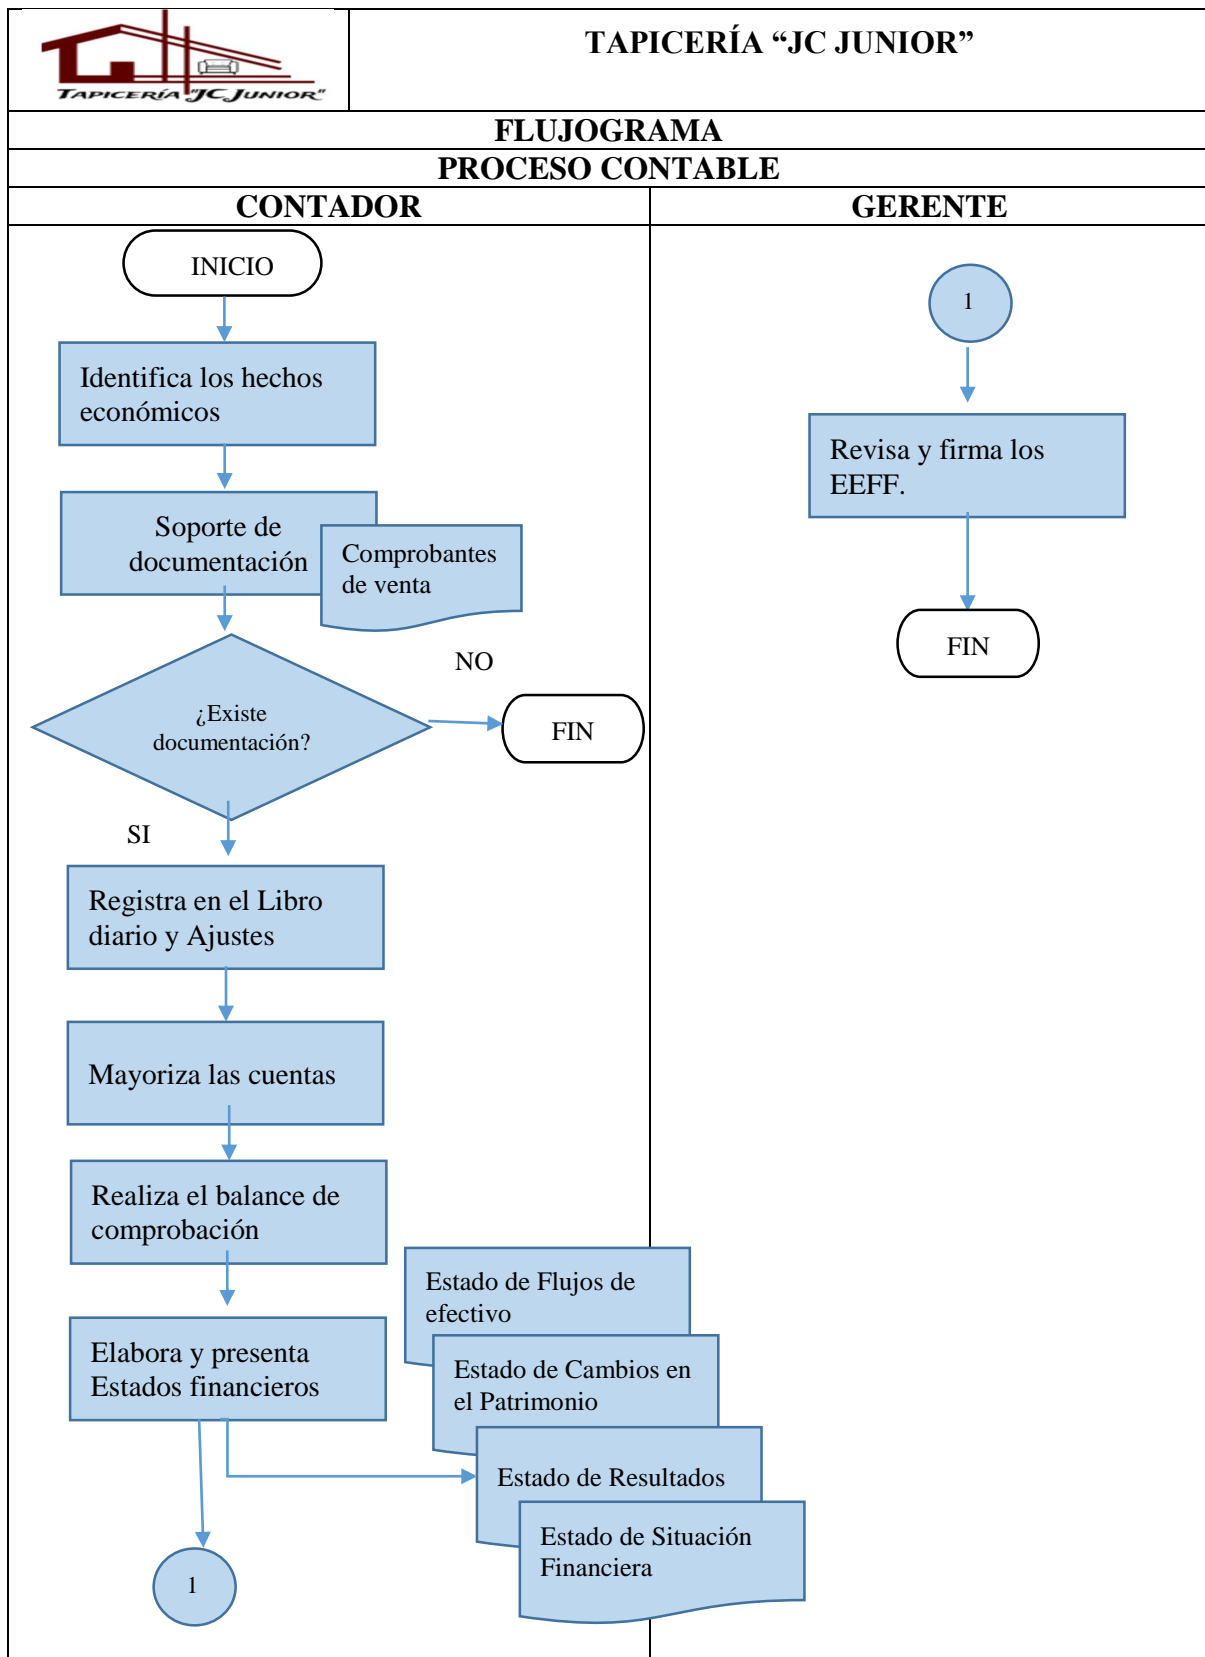 TAPICERÍA "JC JUNIOR"
TAPICERÍA “JC JUNIOR”
FLUJOGRAMA
PROCESO CONTABLE
CONTADOR
GERENTE
INICIO
Identifica los hechos
económicos
Soporte de
documentación
Comprobantes
de venta
¿Existe
documentación?
NO
FIN
SI
Registra en el Libro
diario y Ajustes
Mayoriza las cuentas
Realiza el balance de
comprobación
Elabora y presenta
Estados financieros
Estado de Flujos de
efectivo
Estado de Cambios en
el Patrimonio
Estado de Resultados
Estado de Situación
Financiera
1
1
Revisa y firma los
EEFF.
FIN